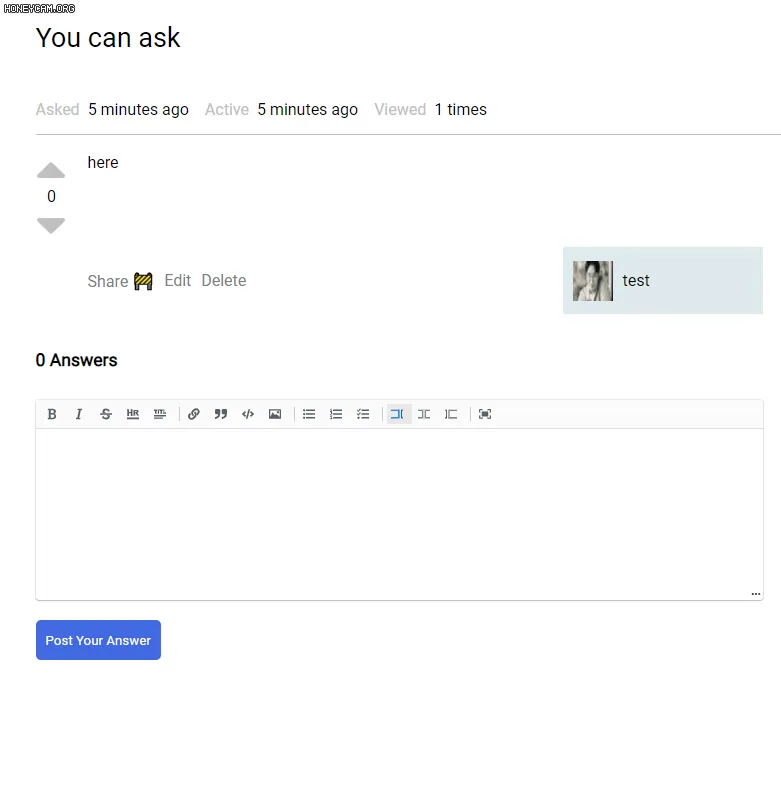 HONEYCAM.ORG
You can ask
Asked 5 minutes ago Active 5 minutes ago Viewed 1 times
here
0
Share 🚧 Edit Delete
test
0 Answers
B I S HR TITL
Post Your Answer